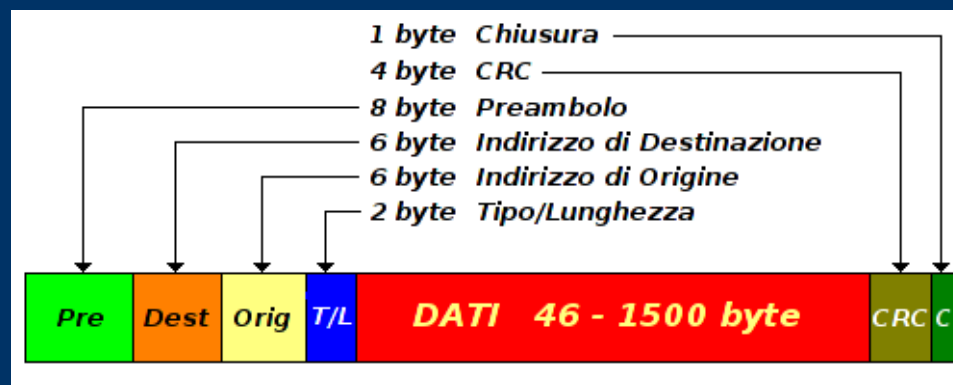 1 byte Chiusura
4 byte CRC
8 byte Preambolo
6 byte Indirizzo di Destinazione
6 byte Indirizzo di Origine
2 byte Tipo/Lunghezza
Pre Dest Orig T/L DATI 46 - 1500 byte CRC C